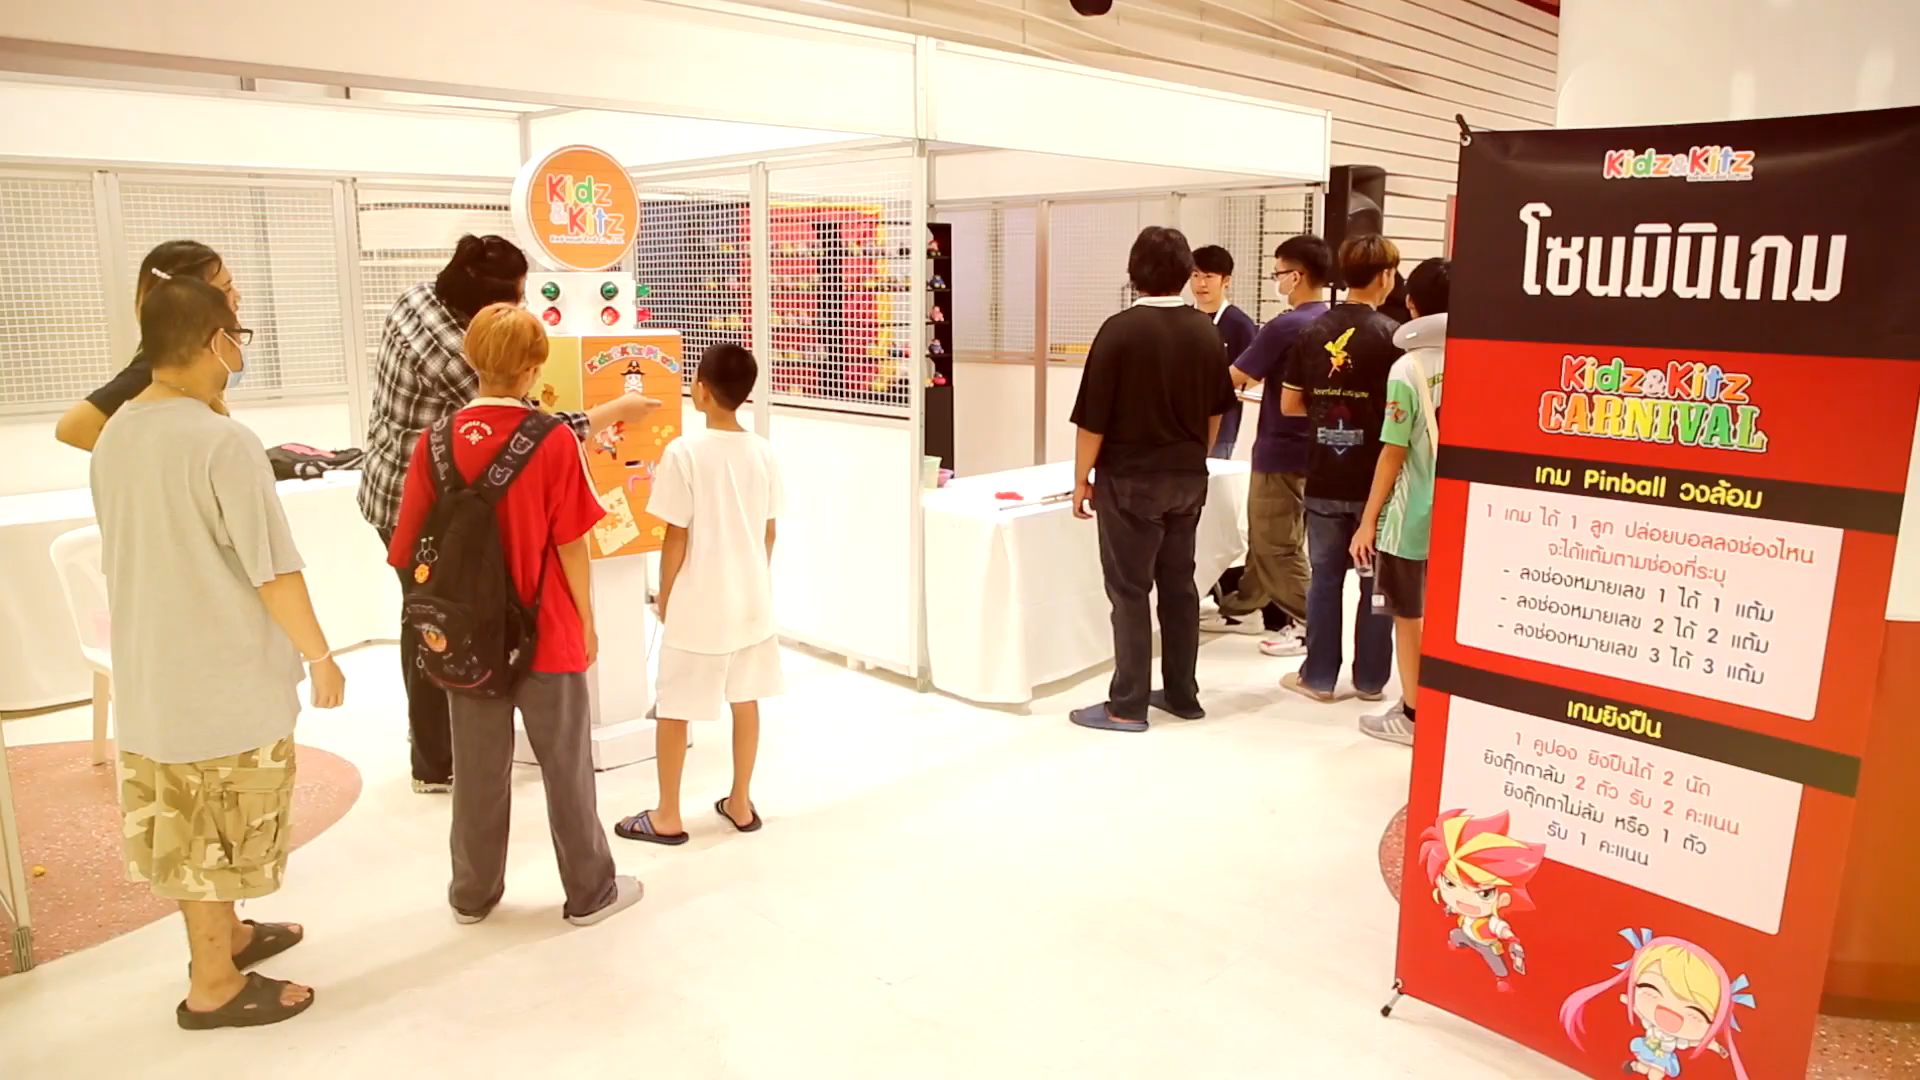 Kidz
&Kitz
Kidz&Kitz Pirate
Kidz&Kitz
โซนมินิเกม
Kidz&Kitz
CARNIVAL
เกม Pinball วงล้อม
1 เกม ได้ 1 ลูก ปล่อยบอลลงช่องไหน
จะได้แต้มตามช่องที่ระบุ
- ลงช่องหมายเลข 1 ได้ 1 แต้ม
- ลงช่องหมายเลข 2 ได้ 2 แต้ม
- ลงช่องหมายเลข 3 ได้ 3 แต้ม
เกมยิงปืน
1 คูปอง ยิงปืนได้ 2 นัด
ยิงตุ๊กตาล้ม 2 ตัว รับ 2 คะแนน
ยิงตุ๊กตาไม่ล้ม หรือ 1 ตัว
รับ 1 คะแนน